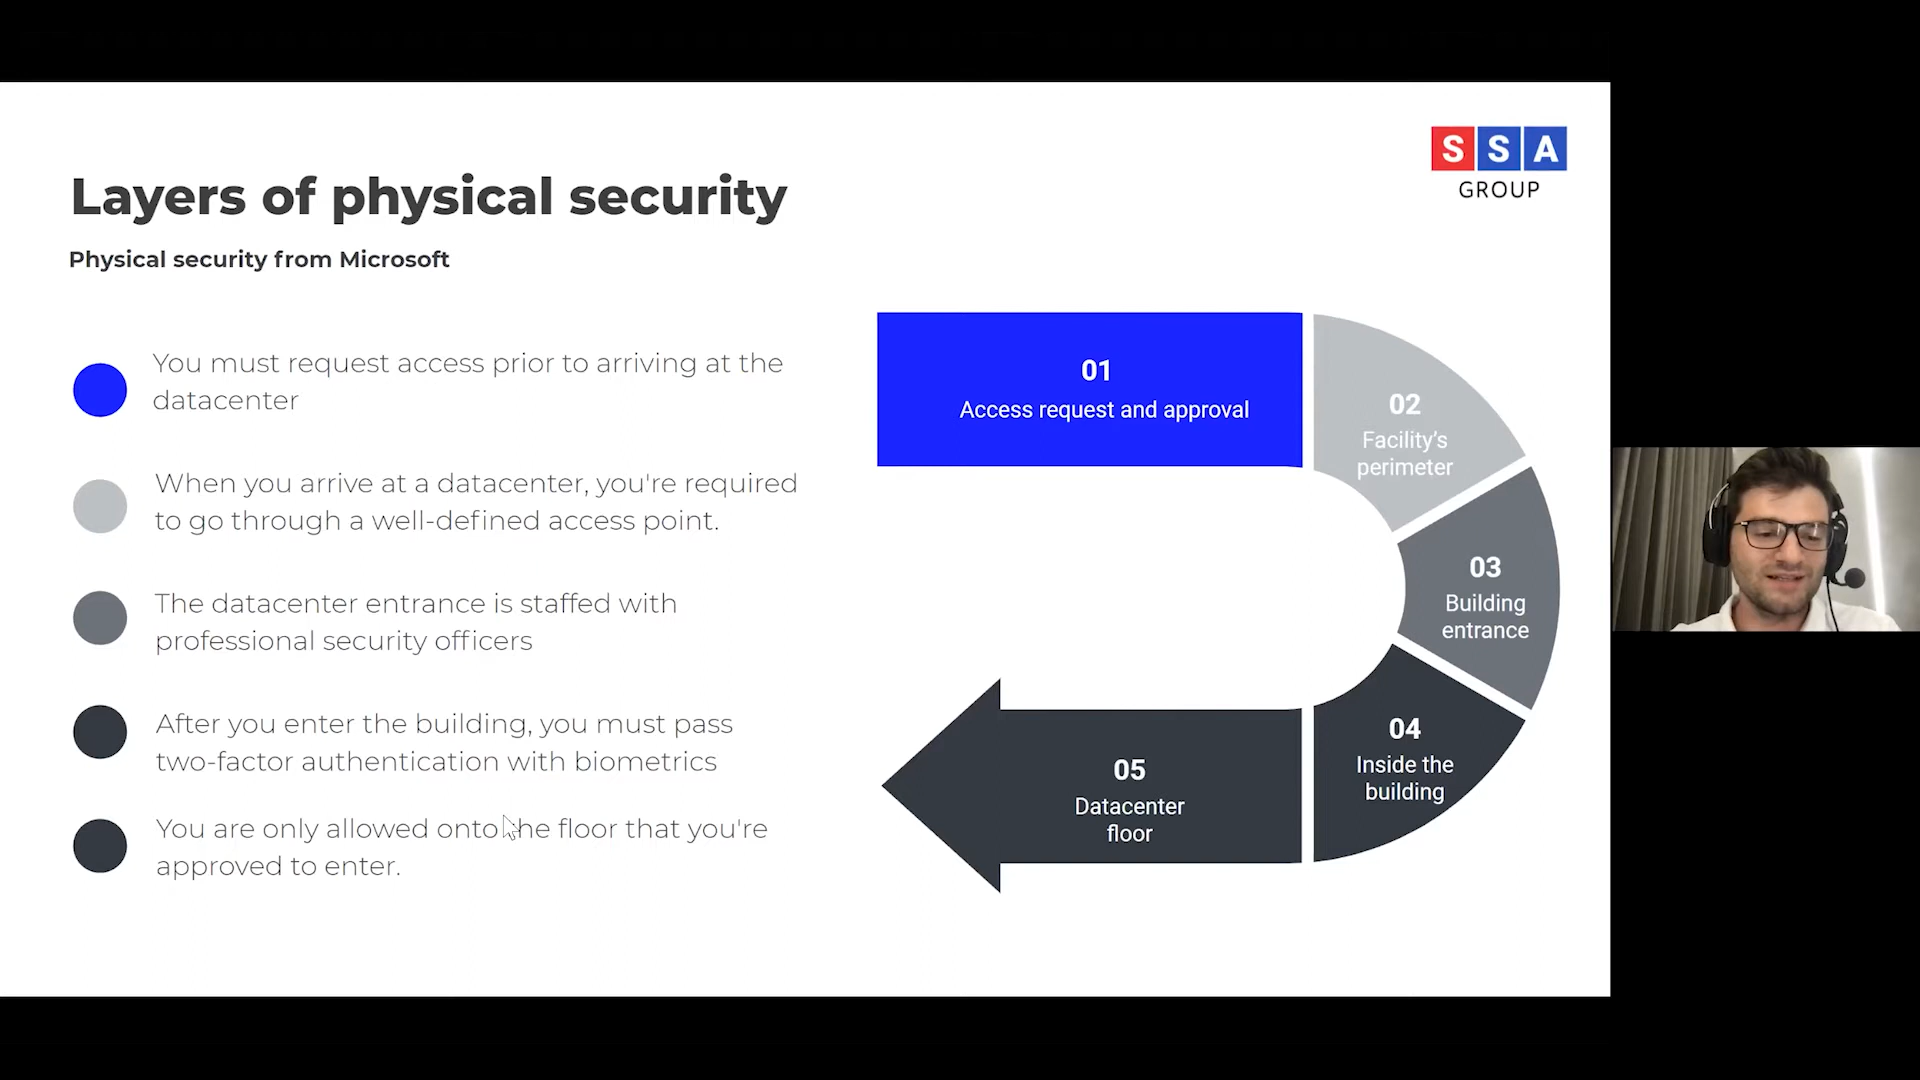 SSA
GROUP
Layers of physical security
Physical security from Microsoft
You must request access prior to arriving at the
datacenter
When you arrive at a datacenter, you're required
to go through a well-defined access point.
The datacenter entrance is staffed with
professional security officers
After you enter the building, you must pass
two-factor authentication with biometrics
You are only allowed onto the floor that you're
approved to enter.
01
Access request and approval
02
Facility’s
perimeter
03
Building
entrance
04
Inside the
building
05
Datacenter
floor